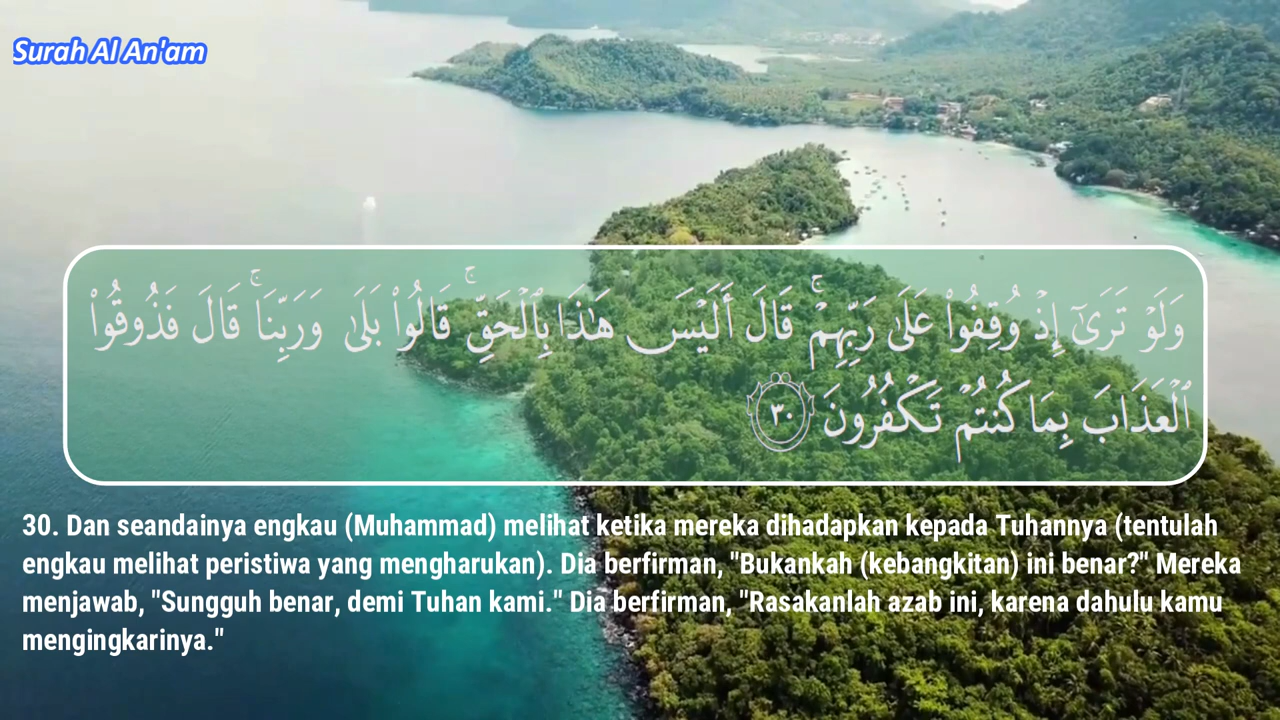 Surah Al An'am
وَلَوْ تَرَىٰٓ إِذْ وُقِفُوا۟ عَلَىٰ رَبِّهِمْ ۚ قَالَ أَلَيْسَ هَٰذَا بِٱلْحَقِّ ۚ قَالُوا۟ بَلَىٰ وَرَبِّنَا ۚ قَالَ فَذُوقُوا۟
ٱلْعَذَابَ بِمَا كُنتُمْ تَكْفُرُونَ ٣٠
30. Dan seandainya engkau (Muhammad) melihat ketika mereka dihadapkan kepada Tuhannya (tentulah
engkau melihat peristiwa yang mengharukan). Dia berfirman, "Bukankah (kebangkitan) ini benar?" Mereka
menjawab, "Sungguh benar, demi Tuhan kami." Dia berfirman, "Rasakanlah azab ini, karena dahulu kamu
mengingkarinya."